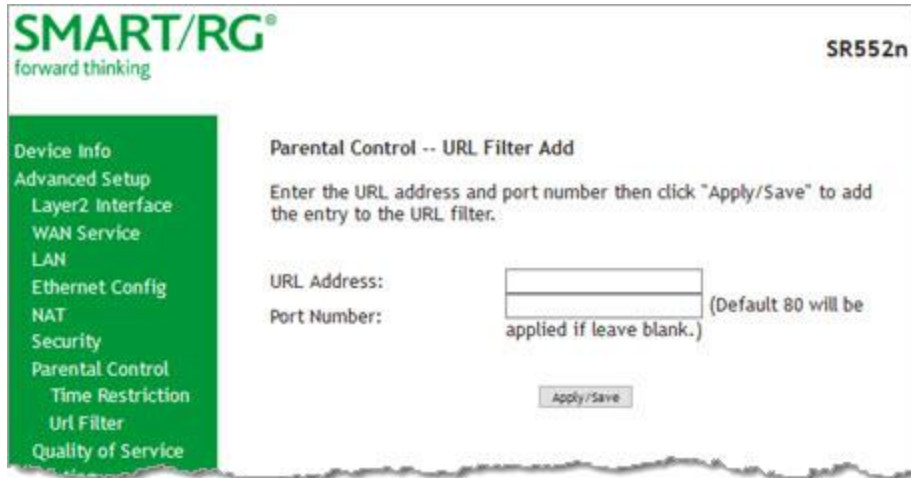 SMART/RG®
forward thinking
SR552n
Device Info
Advanced Setup
Layer2 Interface
WAN Service
LAN
Ethernet Config
NAT
Security
Parental Control
Time Restriction
Url Filter
Quality of Service
Parental Control -- URL Filter Add
Enter the URL address and port number then click "Apply/Save" to add
the entry to the URL filter.
URL Address:
Port Number: (Default 80 will be
applied if leave blank.)
Apply/Save